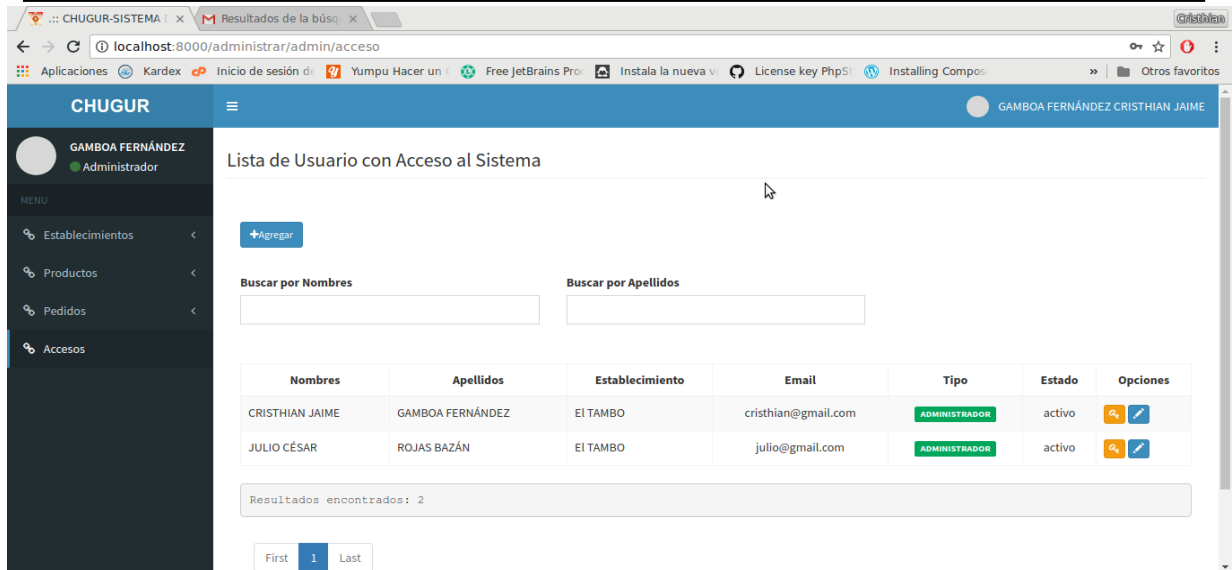 .:: CHUGUR-SISTEMA
Resultados de la búsq
Cristhian
localhost:8000/administrar/admin/acceso
Aplicaciones Kardex Inicio de sesión de Yumpu Hacer un Free JetBrains Proc Instala la nueva v License key PhpSt Installing Compos » Otros favoritos
CHUGUR
GAMBOA FERNÁNDEZ CRISTHIAN JAIME
GAMBOA FERNÁNDEZ
Administrador
MENU
Establecimientos
Productos
Pedidos
Accesos
Lista de Usuario con Acceso al Sistema
+Agregar
Buscar por Nombres Buscar por Apellidos
Nombres Apellidos Establecimiento Email Tipo Estado Opciones
CRISTHIAN JAIME GAMBOA FERNÁNDEZ El TAMBO cristhian@gmail.com ADMINISTRADOR activo
JULIO CÉSAR ROJAS BAZÁN El TAMBO julio@gmail.com ADMINISTRADOR activo
Resultados encontrados: 2
First 1 Last